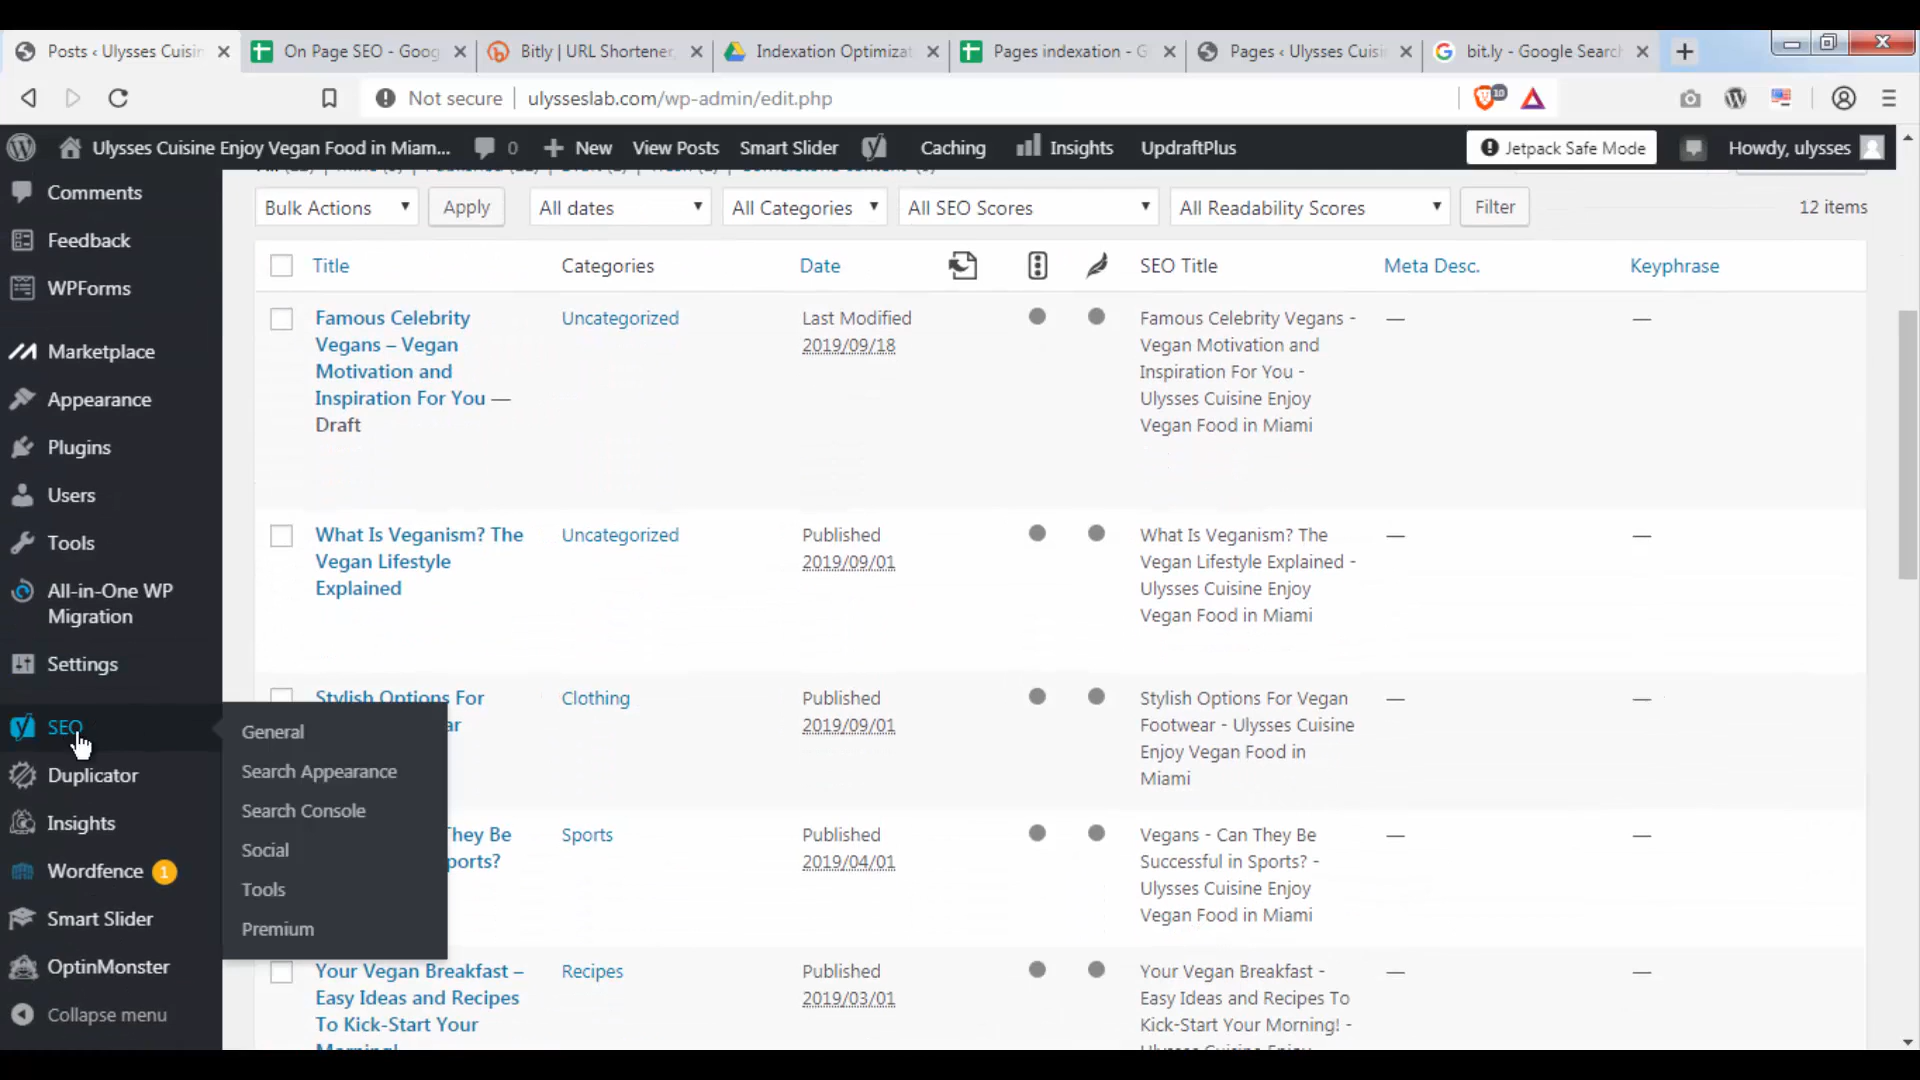 Posts ‹ Ulysses Cuisin
On Page SEO - Goog
Bitly | URL Shortener,
Indexation Optimizat
Pages indexation - G
Pages ‹ Ulysses Cuisi
bit.ly - Google Search
Not secure
ulysseslab.com/wp-admin/edit.php
10
Ulysses Cuisine Enjoy Vegan Food in Miam...
0
New
View Posts
Smart Slider
Caching
Insights
UpdraftPlus
Jetpack Safe Mode
Howdy, ulysses
Comments
Feedback
WPForms
Marketplace
Appearance
Plugins
Users
Tools
All-in-One WP
Migration
Settings
SEO
Duplicator
Insights
Wordfence 1
Smart Slider
OptinMonster
Collapse menu
General
Search Appearance
Search Console
Social
Tools
Premium
Bulk Actions
Apply
All dates
All Categories
All SEO Scores
All Readability Scores
Filter
12 items
Title
Categories
Date
SEO Title
Meta Desc.
Keyphrase
Famous Celebrity
Vegans – Vegan
Motivation and
Inspiration For You —
Draft
Uncategorized
Last Modified
2019/09/18
Famous Celebrity Vegans -
Vegan Motivation and
Inspiration For You -
Ulysses Cuisine Enjoy
Vegan Food in Miami
—
—
What Is Veganism? The
Vegan Lifestyle
Explained
Uncategorized
Published
2019/09/01
What Is Veganism? The
Vegan Lifestyle Explained -
Ulysses Cuisine Enjoy
Vegan Food in Miami
—
—
Stylish Options For
ar
Clothing
Published
2019/09/01
Stylish Options For Vegan
Footwear - Ulysses Cuisine
Enjoy Vegan Food in
Miami
—
—
They Be
ports?
Sports
Published
2019/04/01
Vegans - Can They Be
Successful in Sports? -
Ulysses Cuisine Enjoy
Vegan Food in Miami
—
—
Your Vegan Breakfast –
Easy Ideas and Recipes
To Kick-Start Your
Recipes
Published
2019/03/01
Your Vegan Breakfast -
Easy Ideas and Recipes To
Kick-Start Your Morning! -
—
—